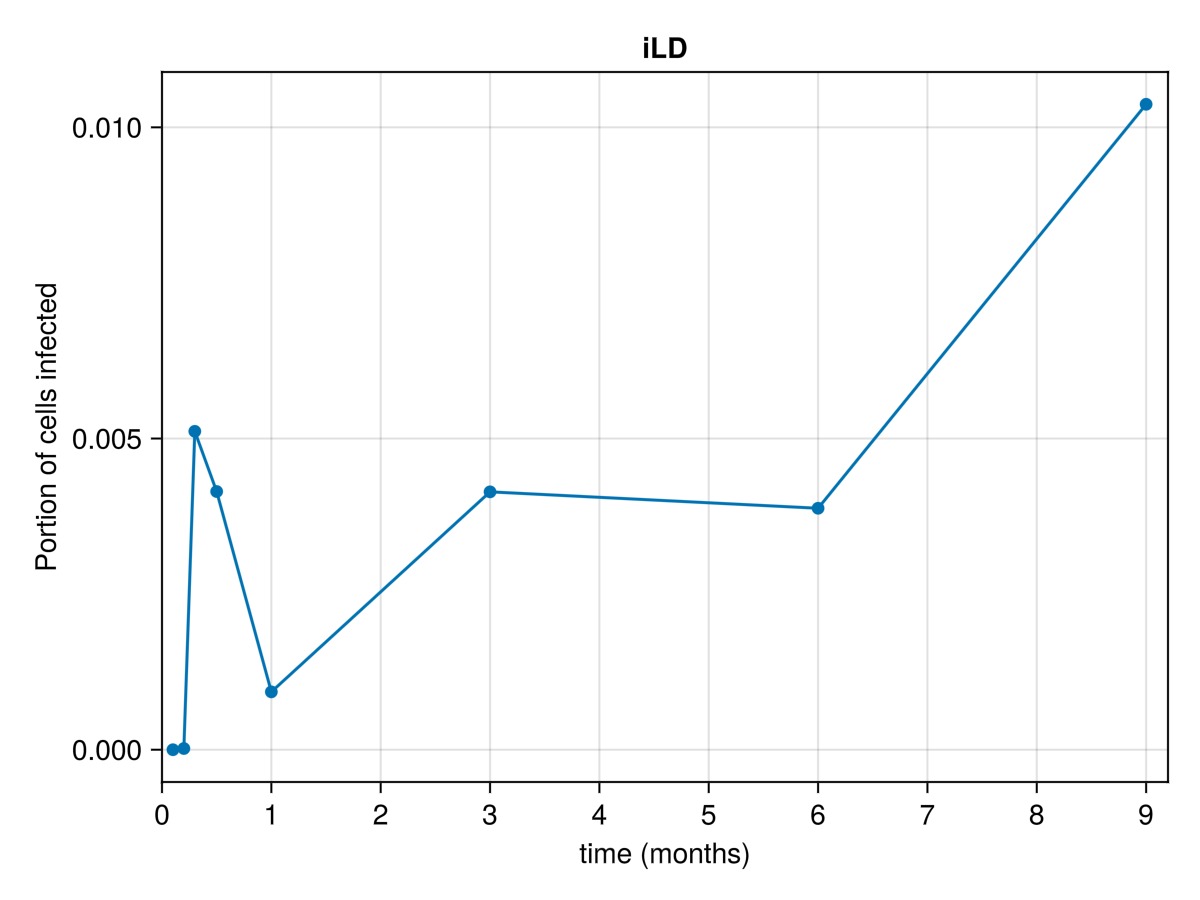 iLD
Portion of cells infected
0.010
0.005
0.000
0 1 2 3 4 5 6 7 8 9
time (months)